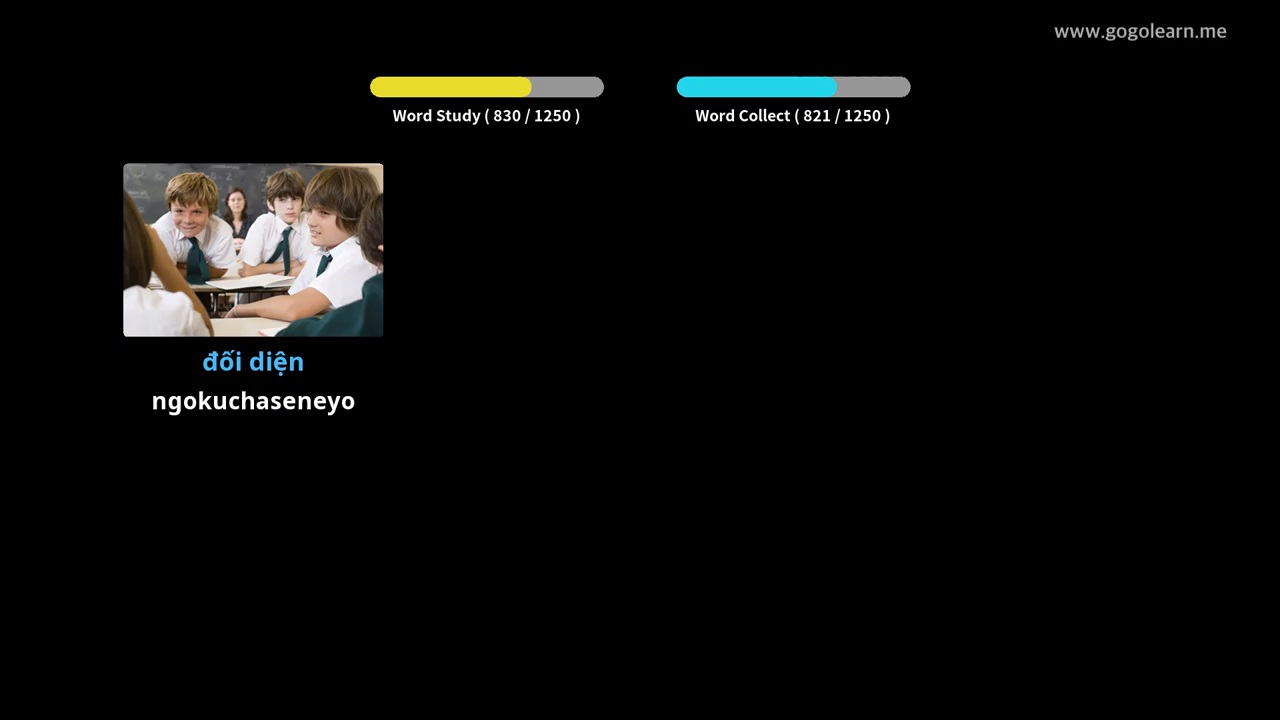 www.gogolearn.me
Word Study ( 830 / 1250 )
Word Collect ( 821 / 1250 )
đối diện
ngokuchaseneyo